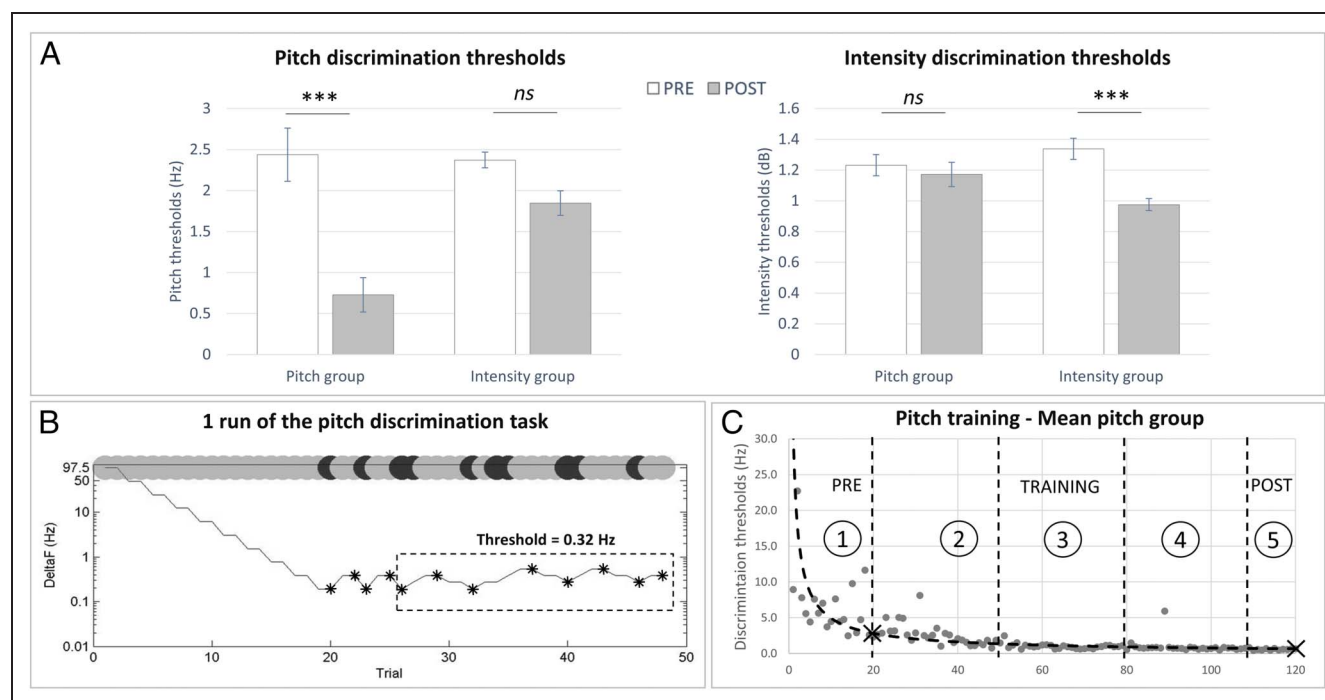 A
Pitch discrimination thresholds
Intensity discrimination thresholds
PRE POST
*** ns
ns ***
Pitch thresholds (Hz)
3
2.5
2
1.5
1
0.5
0
Pitch group Intensity group
Intensity thresholds (dB)
1.6
1.4
1.2
1
0.8
0.6
0.4
0.2
0
Pitch group Intensity group
B
1 run of the pitch discrimination task
DeltaF (Hz)
97.5
50
10
1
0.1
0.01
Threshold = 0.32 Hz
0 10 20 30 40 50
Trial
C
Pitch training - Mean pitch group
Discrimintaion thresholds (Hz)
30.0
25.0
20.0
15.0
10.0
5.0
0.0
PRE TRAINING POST
1 2 3 4 5
0 20 40 60 80 100 120